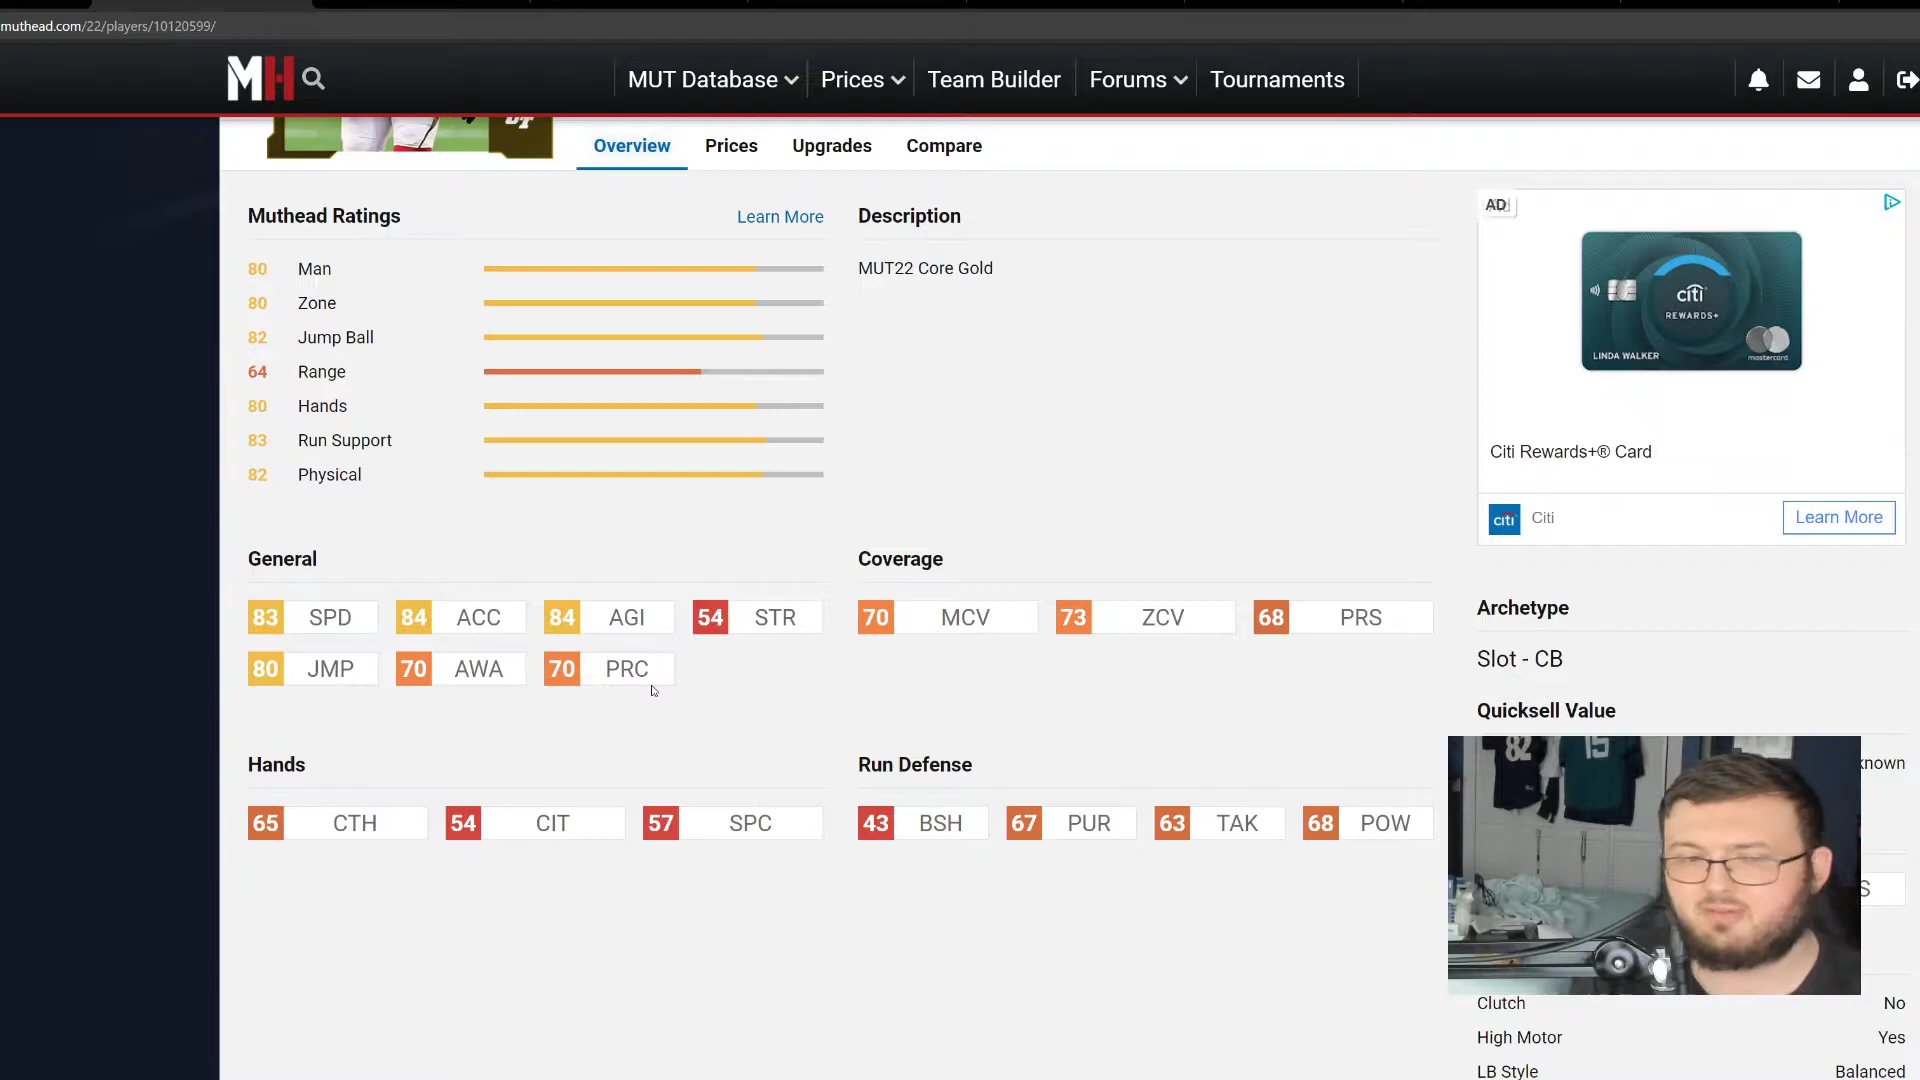 muthead.com/22/players/10120599/
MH
MUT Database
Prices
Team Builder
Forums
Tournaments
Overview
Prices
Upgrades
Compare
Muthead Ratings
Learn More
80 Man
80 Zone
82 Jump Ball
64 Range
80 Hands
83 Run Support
82 Physical
Description
MUT22 Core Gold
AD
citi
REWARDS+
LINDA WALKER
mastercard
Citi Rewards+® Card
citi
Citi
Learn More
General
83 SPD
84 ACC
84 AGI
54 STR
80 JMP
70 AWA
70 PRC
Coverage
70 MCV
73 ZCV
68 PRS
Hands
65 CTH
54 CIT
57 SPC
Run Defense
43 BSH
67 PUR
63 TAK
68 POW
Archetype
Slot - CB
Quicksell Value
known
82
15
S
Clutch No
High Motor Yes
LB Style Balanced